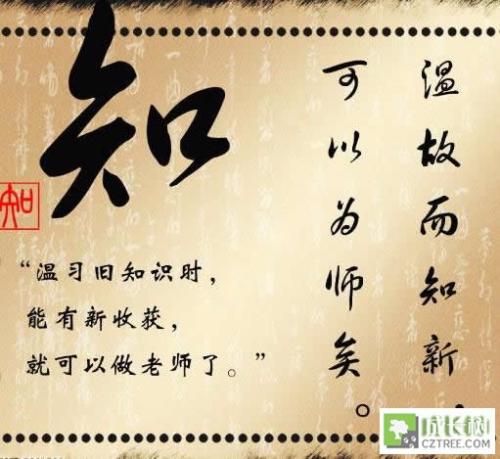 知
知
温故而知新，
可以为师矣。
“温习旧知识时，
能有新收获，
就可以做老师了。”
成长树
CZTREE.COM